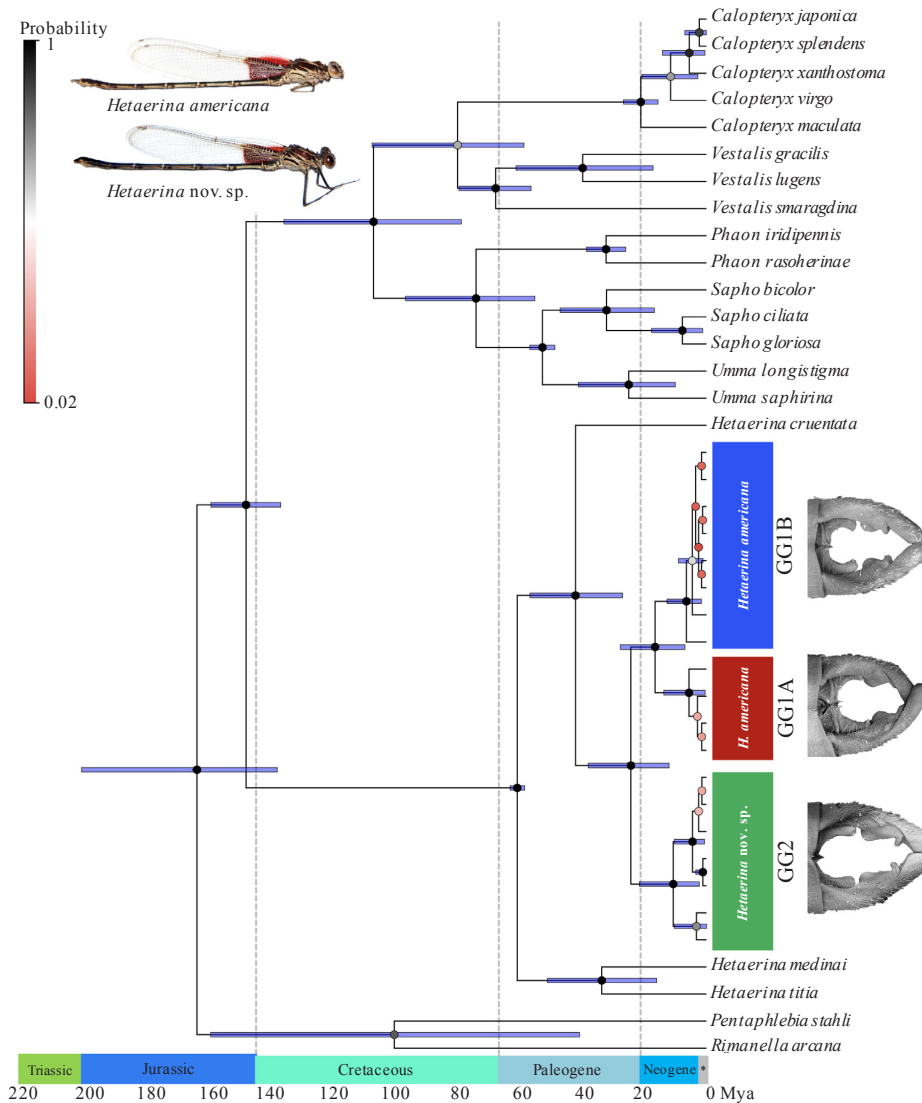 Probability
1
0.02
Hetaerina americana
Hetaerina nov. sp.
Calopteryx japonica
Calopteryx splendens
Calopteryx xanthostoma
Calopteryx virgo
Calopteryx maculata
Vestalis gracilis
Vestalis lugens
Vestalis smaragdina
Phaon iridipennis
Phaon rasoherinae
Sapho bicolor
Sapho ciliata
Sapho gloriosa
Umma longistigma
Umma saphirina
Hetaerina cruentata
Hetaerina americana
GG1B
H. americana
GG1A
Hetaerina nov. sp.
GG2
Hetaerina medinai
Hetaerina titia
Pentaphlebia stahli
Rimanella arcana
Triassic Jurassic Cretaceous Paleogene Neogene *
220 200 180 160 140 120 100 80 60 40 20 0 Mya